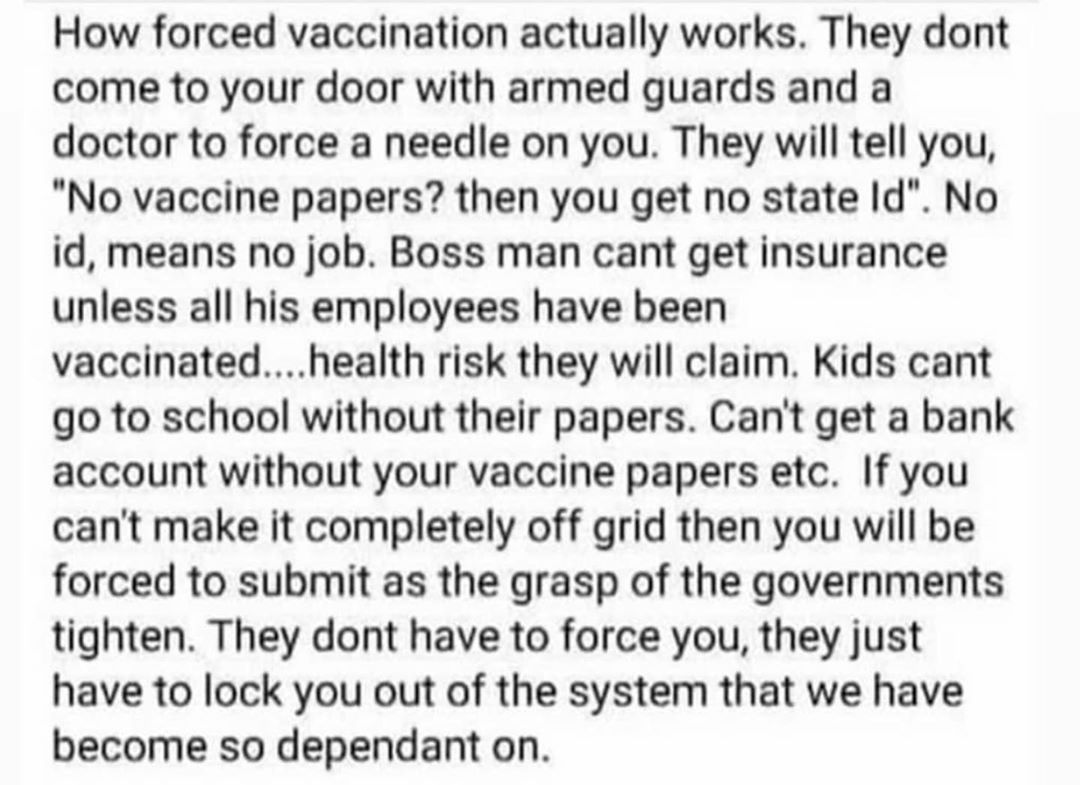 How forced vaccination actually works. They dont
come to your door with armed guards and a
doctor to force a needle on you. They will tell you,
"No vaccine papers? then you get no state Id". No
id, means no job. Boss man cant get insurance
unless all his employees have been
vaccinated....health risk they will claim. Kids cant
go to school without their papers. Can't get a bank
account without your vaccine papers etc.  If you
can't make it completely off grid then you will be
forced to submit as the grasp of the governments
tighten. They dont have to force you, they just
have to lock you out of the system that we have
become so dependant on.